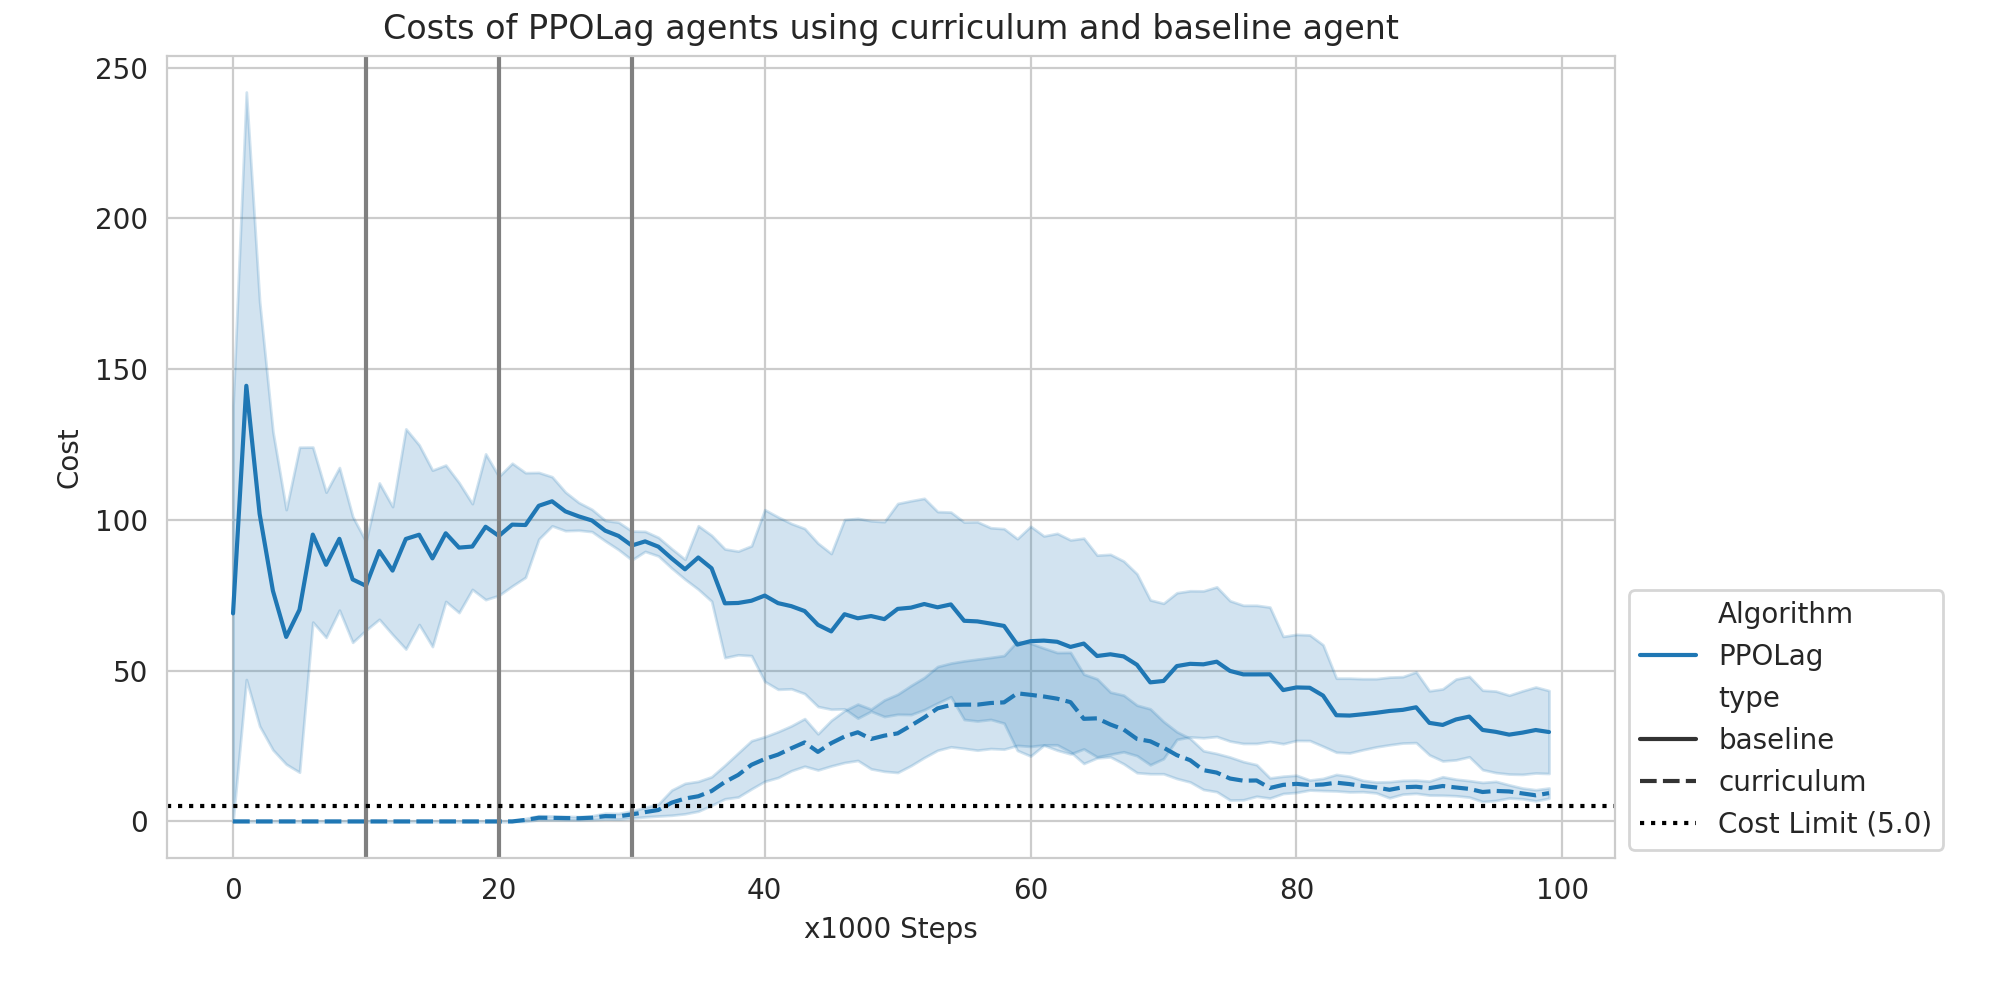 Costs of PPOLag agents using curriculum and baseline agent
250
200
150
100
50
0
Cost
0 20 40 60 80 100
x1000 Steps
Algorithm
PPOLag
type
baseline
curriculum
Cost Limit (5.0)